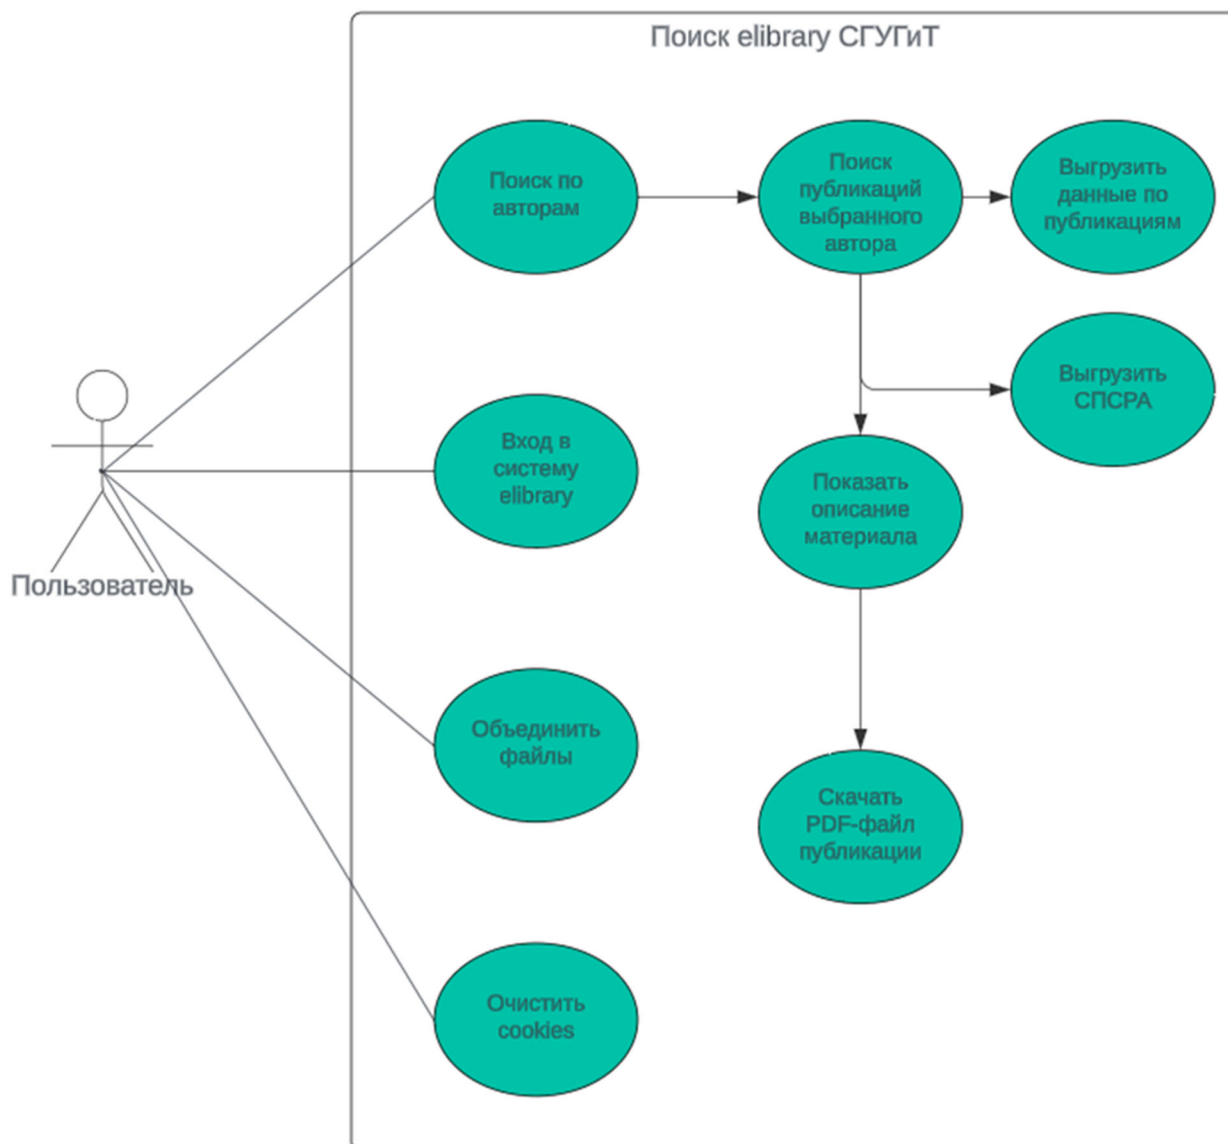 Поиск elibrary СГУГиТ
Поиск по
авторам
Поиск
публикаций
выбранного
автора
Выгрузить
данные по
публикациям
Выгрузить
СПСРА
Вход в
систему
elibrary
Показать
описание
материала
Пользователь
Объединить
файлы
Скачать
PDF-файл
публикации
Очистить
cookies